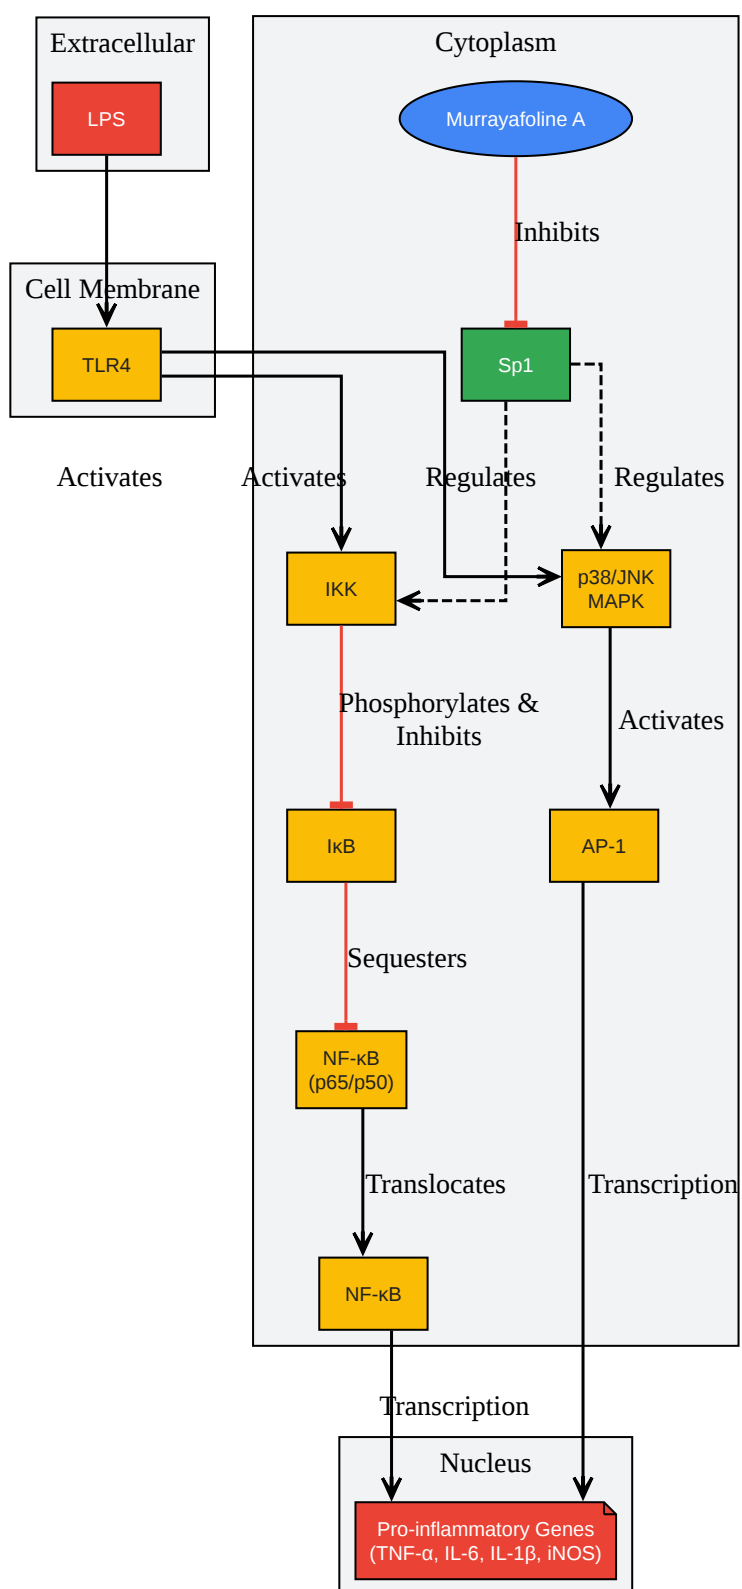 Extracellular
Cytoplasm
LPS
Murrayafoline A
Inhibits
Cell Membrane
TLR4
Sp1
Activates
Activates
Regulates
Regulates
IKK
p38/JNK
MAPK
Phosphorylates &
Inhibits
Activates
IκB
AP-1
Sequesters
NF-κB
(p65/p50)
Translocates
Transcription
NF-κB
Transcription
Nucleus
Pro-inflammatory Genes
(TNF-α, IL-6, IL-1β, iNOS)